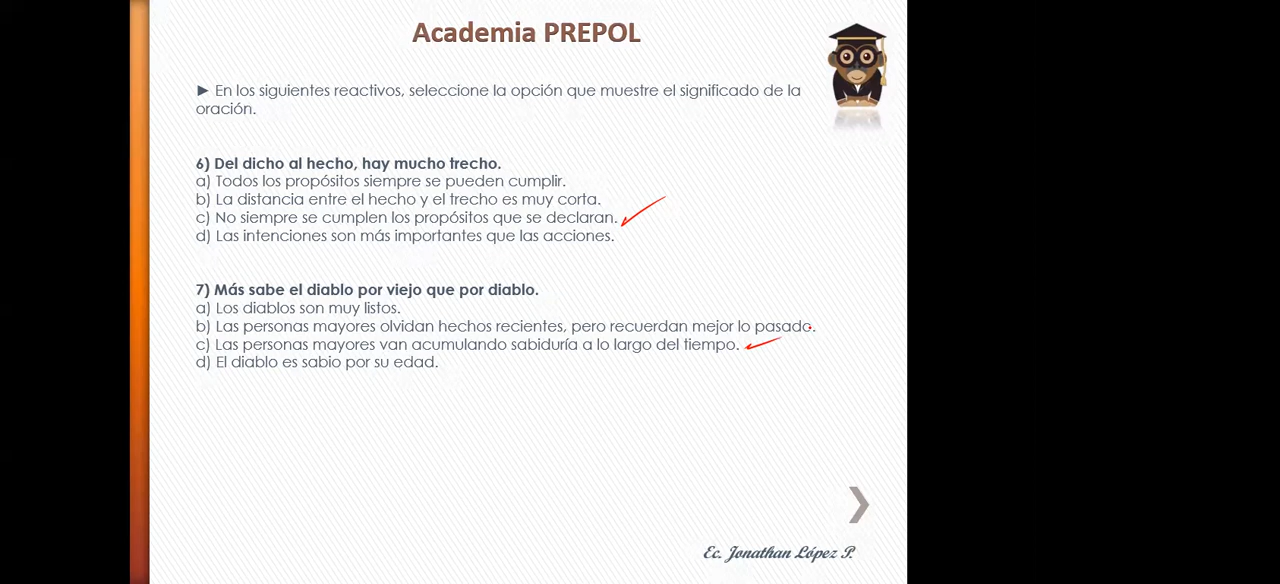 Academia PREPOL
► En los siguientes reactivos, seleccione la opción que muestre el significado de la
oración.
6) Del dicho al hecho, hay mucho trecho.
a) Todos los propósitos siempre se pueden cumplir.
b) La distancia entre el hecho y el trecho es muy corta.
c) No siempre se cumplen los propósitos que se declaran.
d) Las intenciones son más importantes que las acciones.
7) Más sabe el diablo por viejo que por diablo.
a) Los diablos son muy listos.
b) Las personas mayores olvidan hechos recientes, pero recuerdan mejor lo pasado.
c) Las personas mayores van acumulando sabiduría a lo largo del tiempo.
d) El diablo es sabio por su edad.
Ec. Jonathan López P.